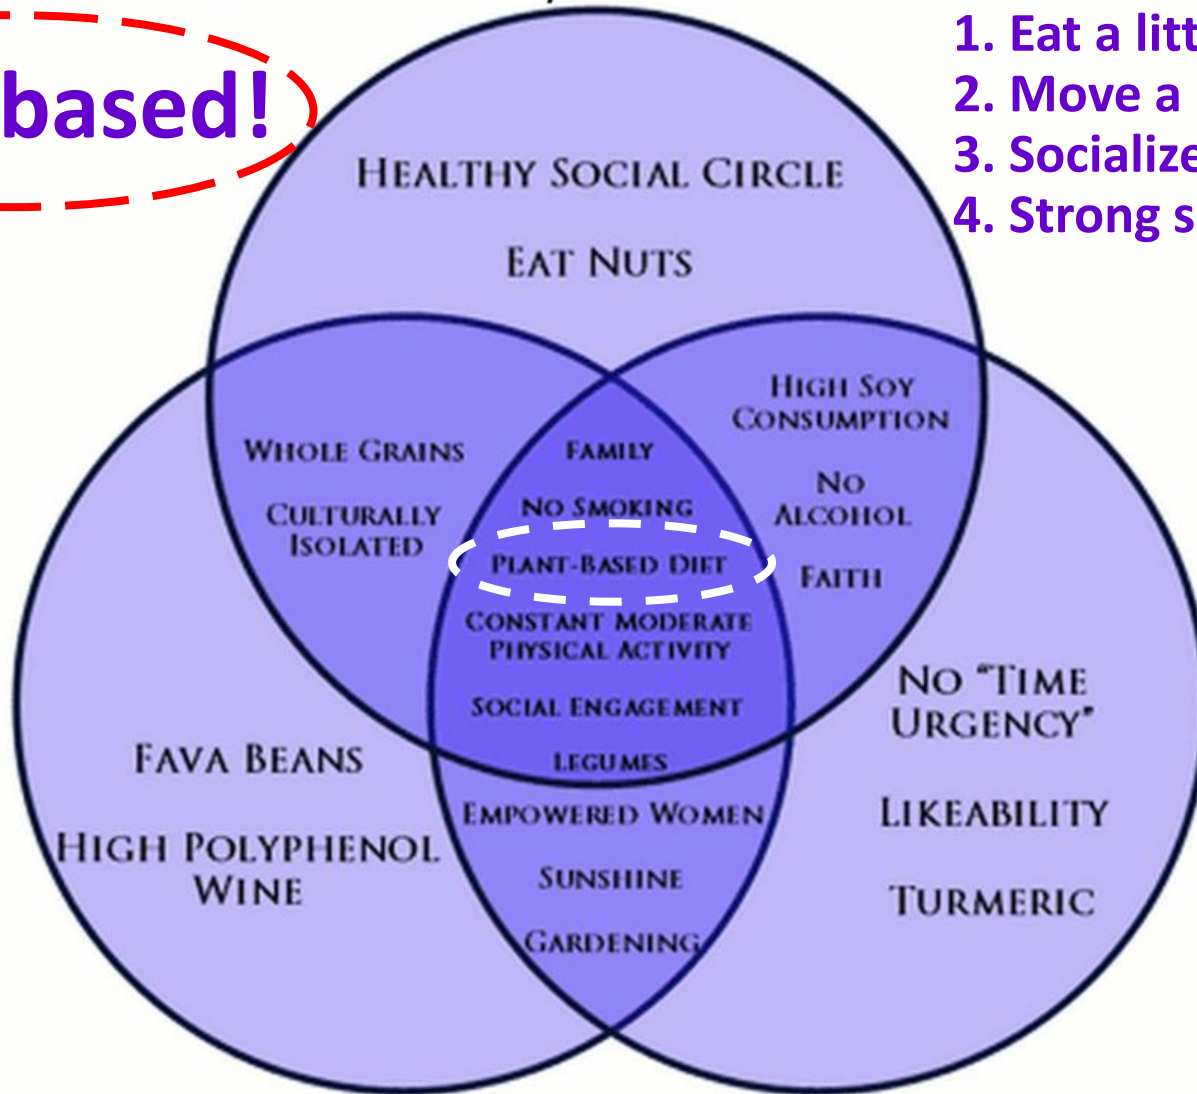 based!
1. Eat a litt
2. Move a
3. Socialize
4. Strong s
HEALTHY SOCIAL CIRCLE
EAT NUTS
WHOLE GRAINS
CULTURALLY
ISOLATED
FAMILY
NO SMOKING
PLANT-BASED DIET
CONSTANT MODERATE
PHYSICAL ACTIVITY
SOCIAL ENGAGEMENT
LEGUMES
HIGH SOY
CONSUMPTION
NO
ALCOHOL
FAITH
FAVA BEANS
HIGH POLYPHENOL
WINE
EMPOWERED WOMEN
SUNSHINE
GARDENING
NO "TIME
URGENCY"
LIKEABILITY
TURMERIC